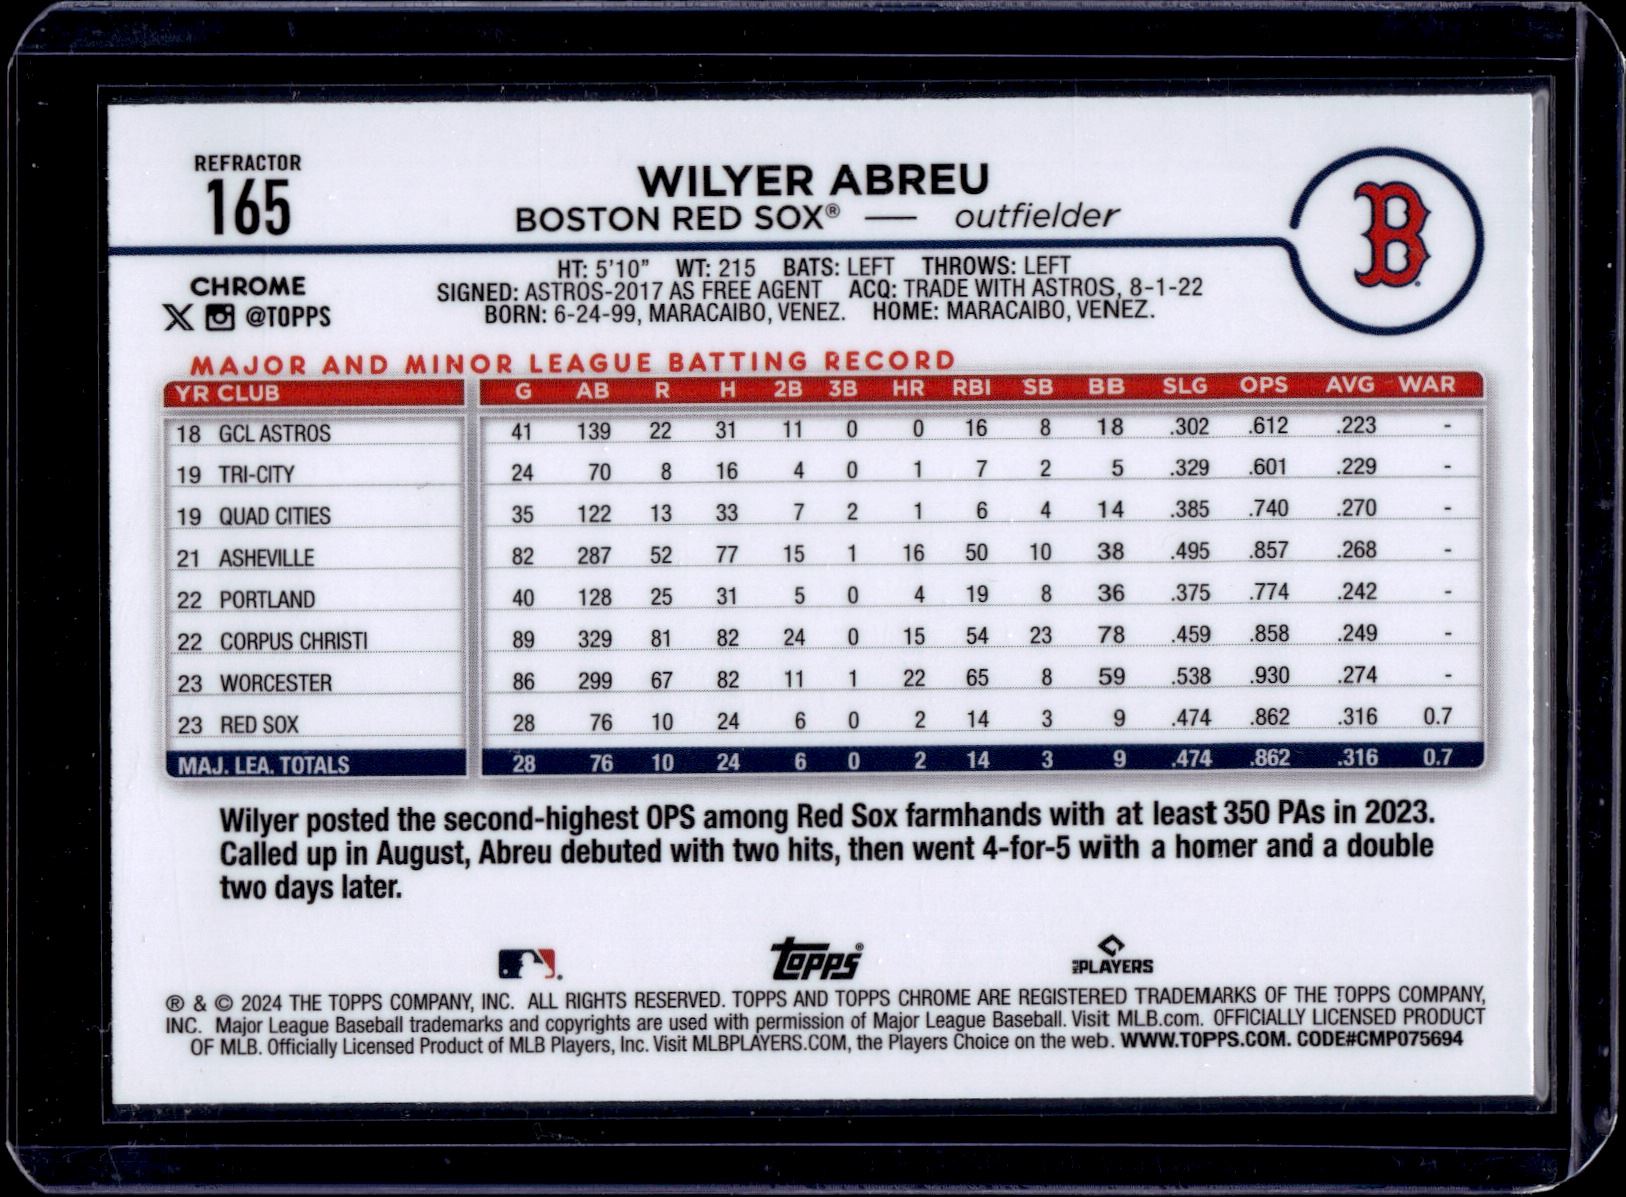 REFRACTOR
165
WILYER ABREU
BOSTON RED SOX® — outfielder
B
CHROME
@TOPPS
HT: 5'10" WT: 215 BATS: LEFT THROWS: LEFT
SIGNED: ASTROS-2017 AS FREE AGENT ACQ: TRADE WITH ASTROS, 8-1-22
BORN: 6-24-99, MARACAIBO, VENEZ. HOME: MARACAIBO, VENEZ.
MAJOR AND MINOR LEAGUE BATTING RECORD
YR CLUB G AB R H 2B 3B HR RBI SB BB SLG OPS AVG WAR
18 GCL ASTROS 41 139 22 31 11 0 0 16 8 18 .302 .612 .223 -
19 TRI-CITY 24 70 8 16 4 0 1 7 2 5 .329 .601 .229 -
19 QUAD CITIES 35 122 13 33 7 2 1 6 4 14 .385 .740 .270 -
21 ASHEVILLE 82 287 52 77 15 1 16 50 10 38 .495 .857 .268 -
22 PORTLAND 40 128 25 31 5 0 4 19 8 36 .375 .774 .242 -
22 CORPUS CHRISTI 89 329 81 82 24 0 15 54 23 78 .459 .858 .249 -
23 WORCESTER 86 299 67 82 11 1 22 65 8 59 .538 .930 .274 -
23 RED SOX 28 76 10 24 6 0 2 14 3 9 .474 .862 .316 0.7
MAJ. LEA. TOTALS 28 76 10 24 6 0 2 14 3 9 .474 .862 .316 0.7
Wilyer posted the second-highest OPS among Red Sox farmhands with at least 350 PAs in 2023.
Called up in August, Abreu debuted with two hits, then went 4-for-5 with a homer and a double
two days later.
Topps®
MLB PLAYERS
® & © 2024 THE TOPPS COMPANY, INC. ALL RIGHTS RESERVED. TOPPS AND TOPPS CHROME ARE REGISTERED TRADEMARKS OF THE TOPPS COMPANY,
INC. Major League Baseball trademarks and copyrights are used with permission of Major League Baseball. Visit MLB.com. OFFICIALLY LICENSED PRODUCT
OF MLB. Officially Licensed Product of MLB Players, Inc. Visit MLBPLAYERS.COM, the Players Choice on the web. WWW.TOPPS.COM. CODE#CMP075694